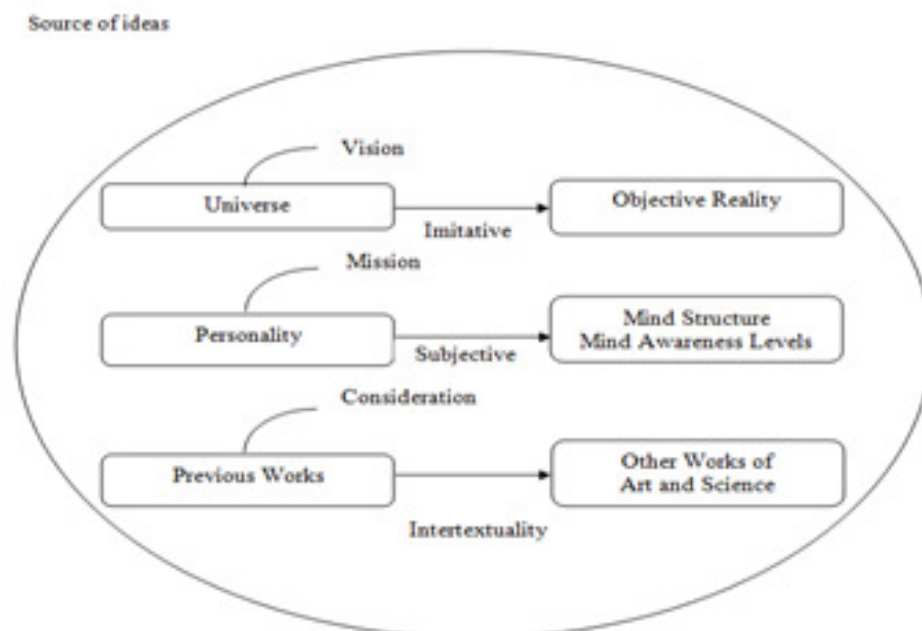 Source of ideas
Vision
Universe
Objective Reality
Imitative
Mission
Personality
Mind Structure
Mind Awareness Levels
Subjective
Consideration
Previous Works
Other Works of
Art and Science
Intertextuality